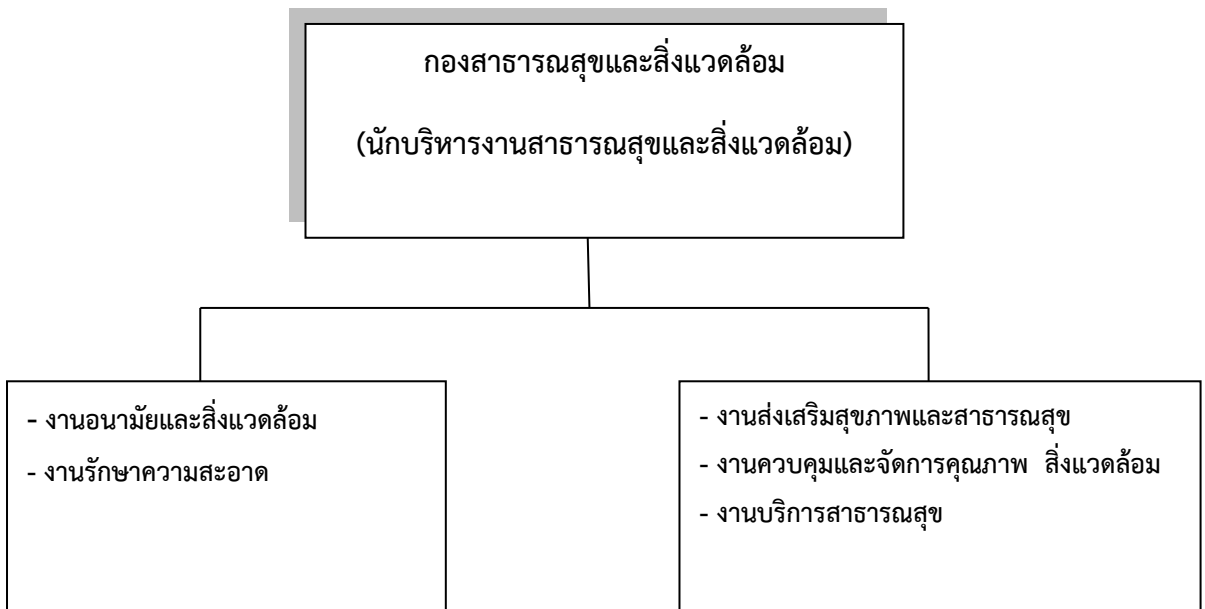 กองสาธารณสุขและสิ่งแวดล้อม
(นักบริหารงานสาธารณสุขและสิ่งแวดล้อม)
- งานอนามัยและสิ่งแวดล้อม
- งานรักษาความสะอาด
- งานส่งเสริมสุขภาพและสาธารณสุข
- งานควบคุมและจัดการคุณภาพ สิ่งแวดล้อม
- งานบริการสาธารณสุข